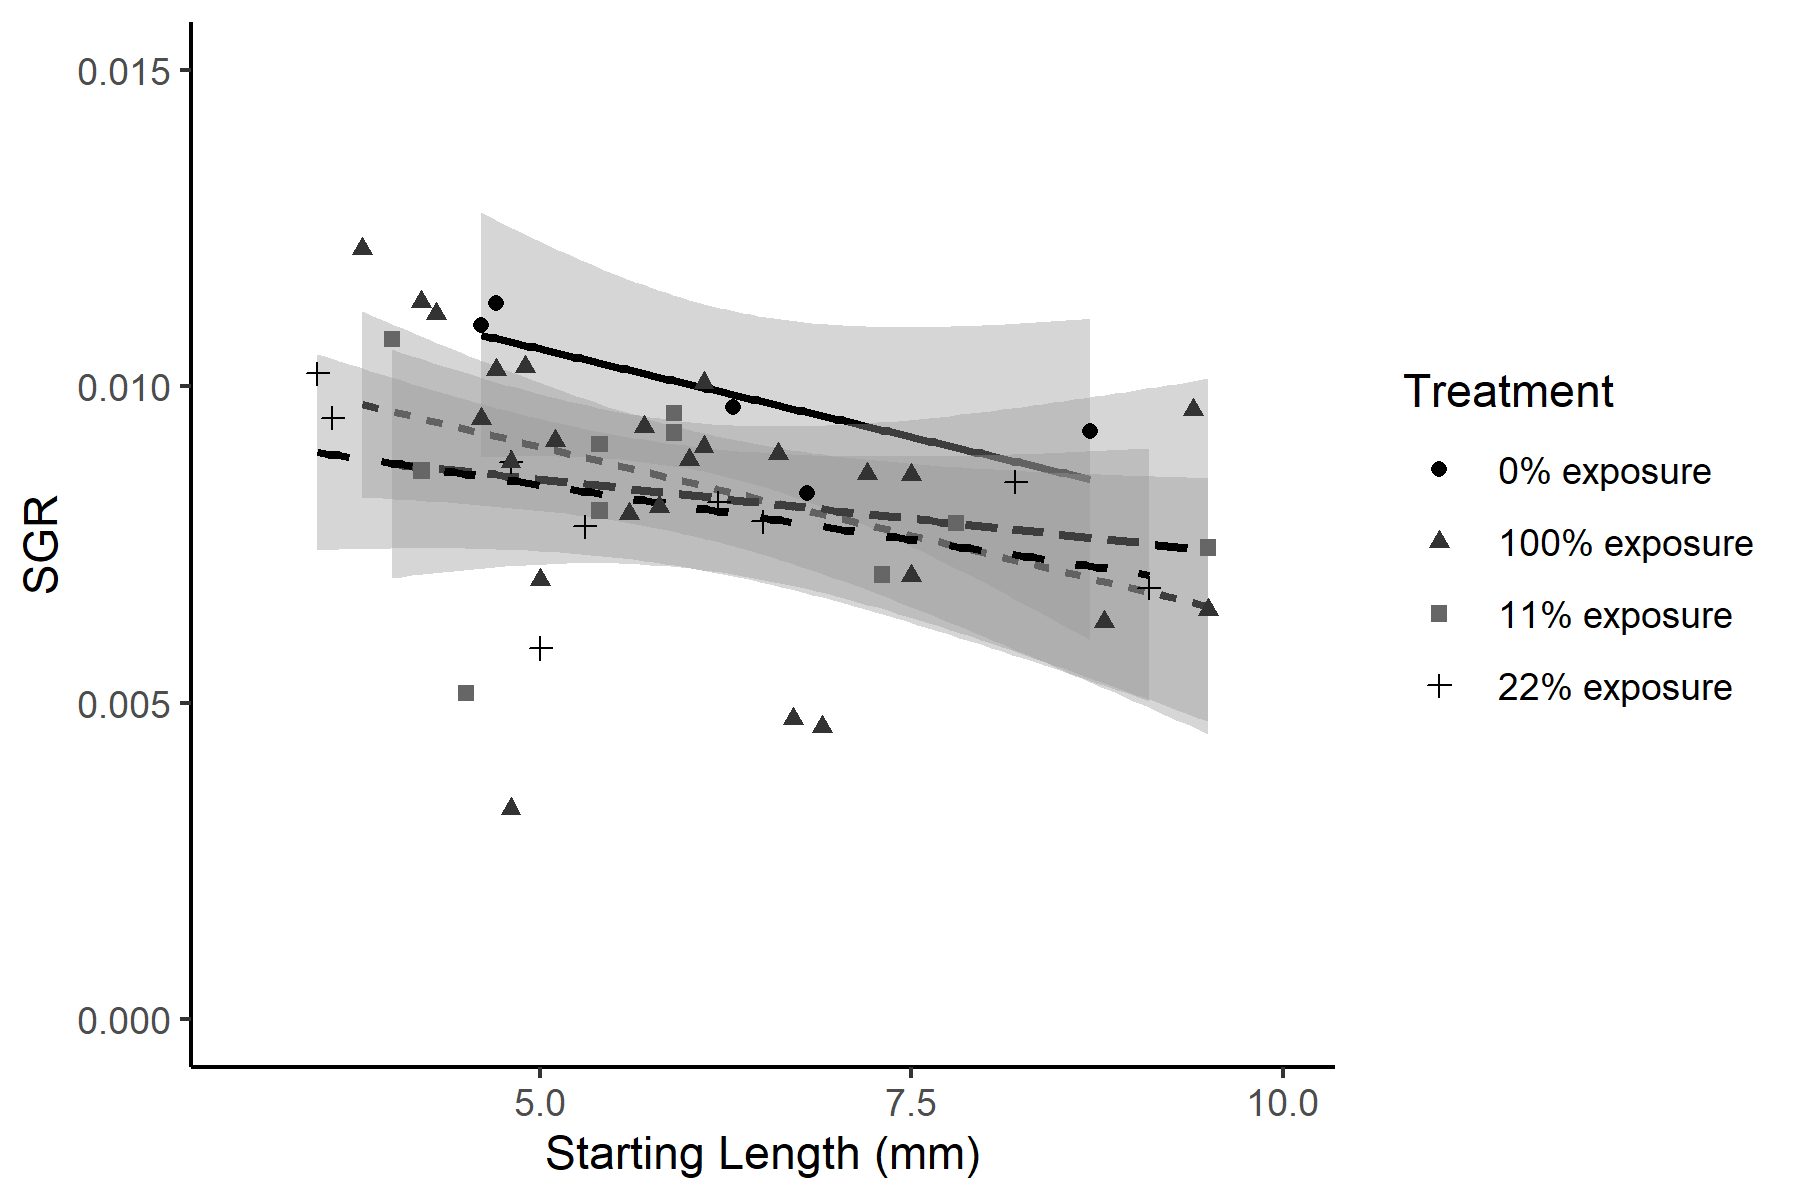 0.015
0.010
0.005
0.000
SGR
5.0
7.5
10.0
Starting Length (mm)
Treatment
0% exposure
100% exposure
11% exposure
22% exposure